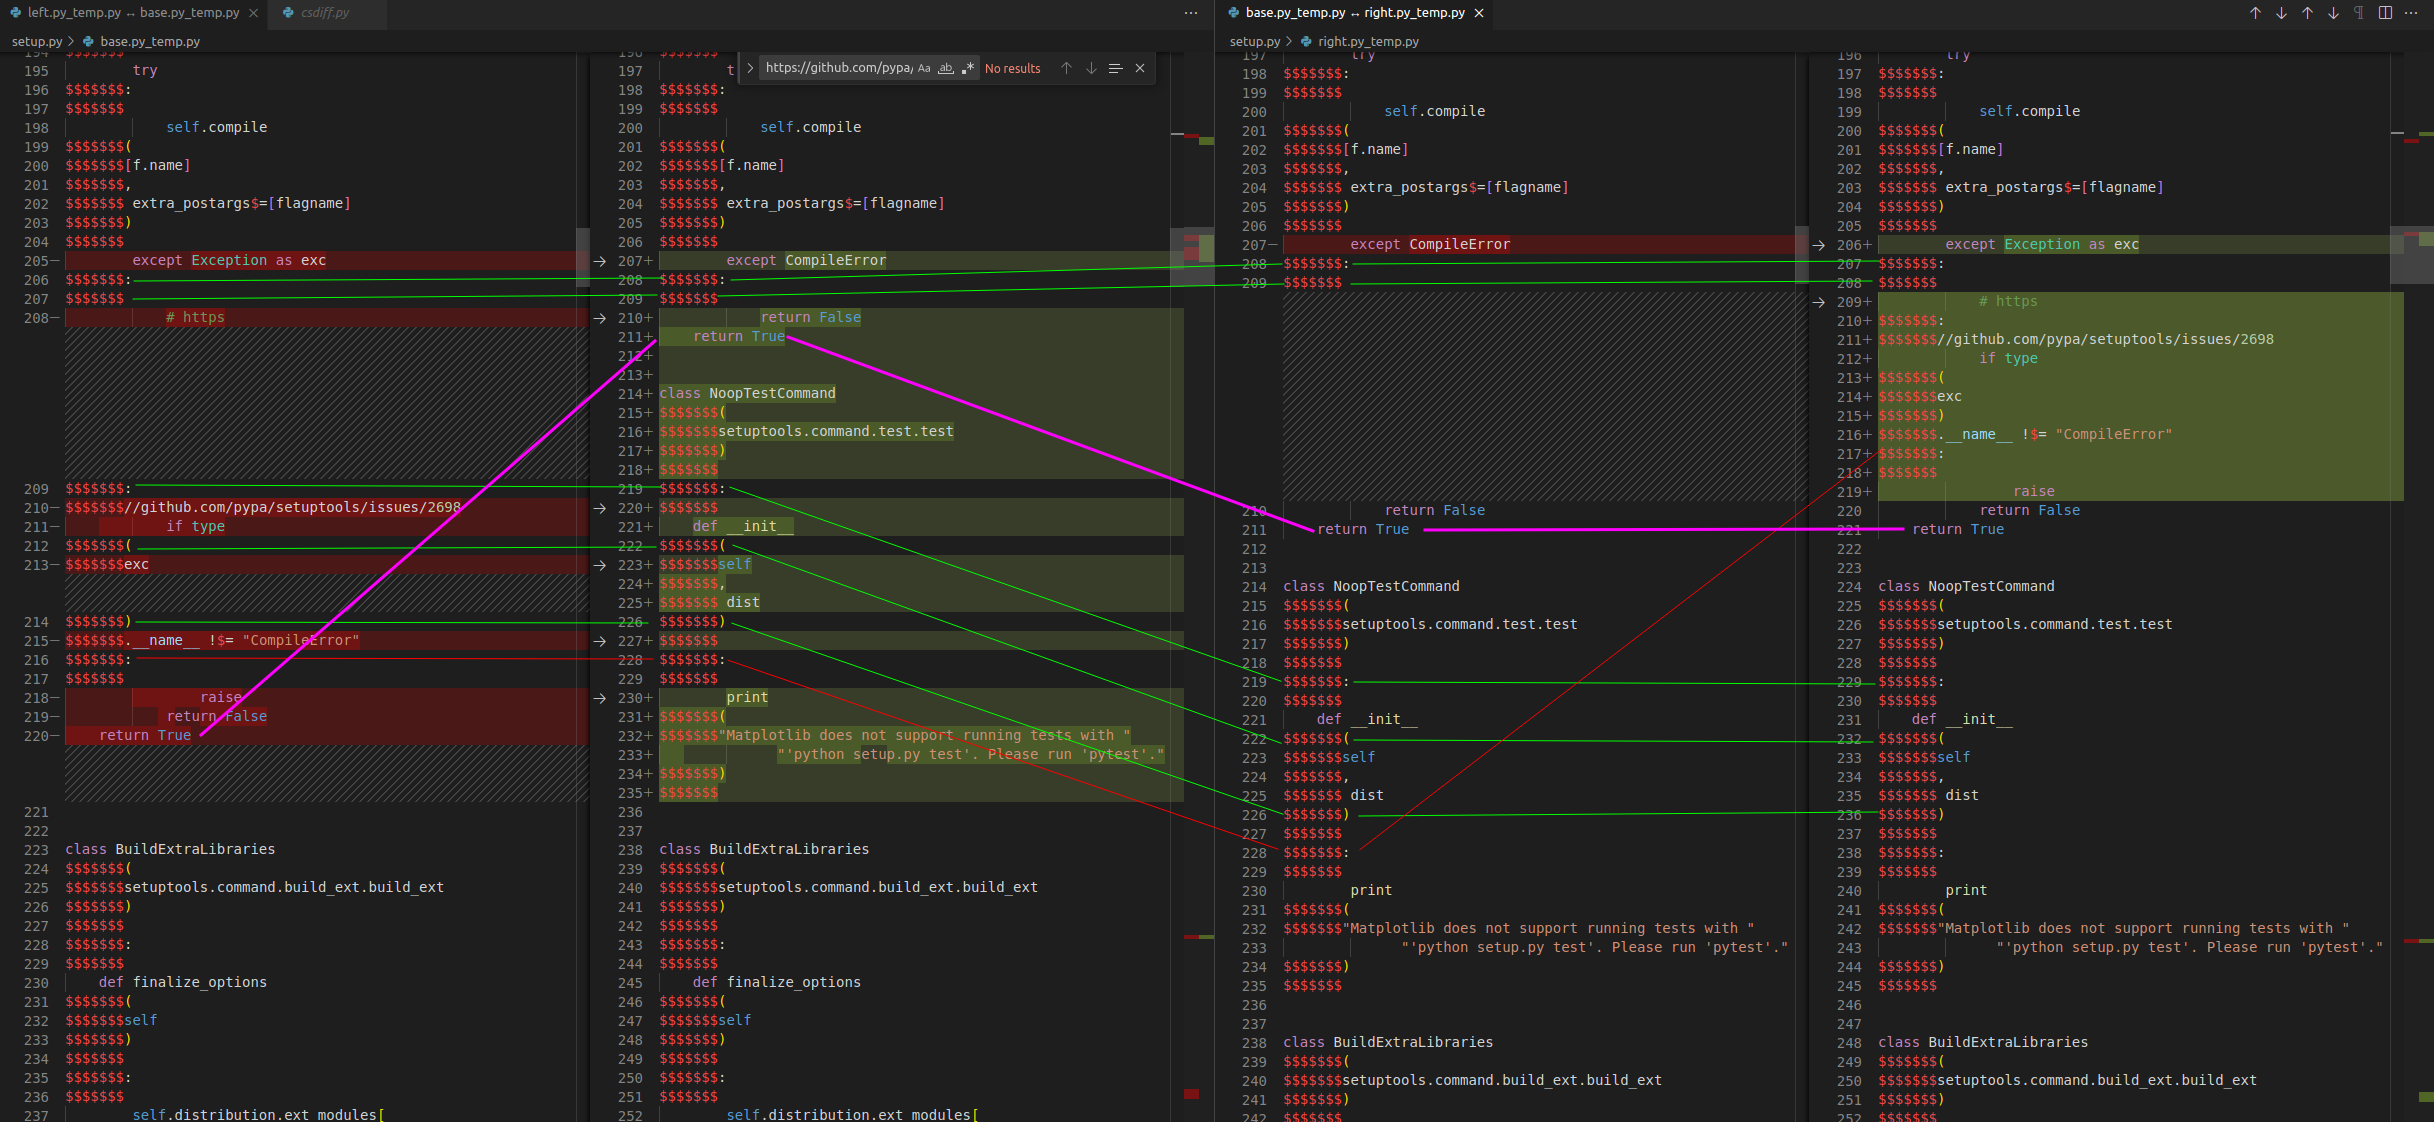 left.py_temp.py ↔ base.py_temp.py
csdiff.py
setup.py > base.py_temp.py
https://github.com/pypa/ Aa ab .* No results
195 try
196 $$$$$$$:
197 $$$$$$$
198 self.compile
199 $$$$$$$(
200 $$$$$$$[f.name]
201 $$$$$$$,
202 $$$$$$$ extra_postargs$=[flagname]
203 $$$$$$$)
204 $$$$$$$
205− except Exception as exc
206 $$$$$$$:
207 $$$$$$$
208− # https
209 $$$$$$$:
210− $$$$$$$//github.com/pypa/setuptools/issues/2698
211− if type
212 $$$$$$$(
213− $$$$$$$exc
214 $$$$$$$)
215− $$$$$$$.__name__ !$= "CompileError"
216 $$$$$$$:
217 $$$$$$$
218− raise
219− return False
220− return True
221
222
223 class BuildExtraLibraries
224 $$$$$$$(
225 $$$$$$$setuptools.command.build_ext.build_ext
226 $$$$$$$)
227 $$$$$$$
228 $$$$$$$:
229 $$$$$$$
230 def finalize_options
231 $$$$$$$(
232 $$$$$$$self
233 $$$$$$$)
234 $$$$$$$
235 $$$$$$$:
236 $$$$$$$
237 self.distribution.ext_modules[
197 t
198 $$$$$$$:
199 $$$$$$$
200 self.compile
201 $$$$$$$(
202 $$$$$$$[f.name]
203 $$$$$$$,
204 $$$$$$$ extra_postargs$=[flagname]
205 $$$$$$$)
206 $$$$$$$
207+ except CompileError
208 $$$$$$$:
209 $$$$$$$
210+ return False
211+ return True
212+
213+
214+ class NoopTestCommand
215+ $$$$$$$(
216+ $$$$$$$setuptools.command.test.test
217+ $$$$$$$)
218+ $$$$$$$
219 $$$$$$$:
220+ $$$$$$$
221+ def __init__
222 $$$$$$$(
223+ $$$$$$$self
224+ $$$$$$$,
225+ $$$$$$$ dist
226 $$$$$$$)
227+ $$$$$$$
228 $$$$$$$:
229 $$$$$$$
230+ print
231+ $$$$$$$(
232+ $$$$$$$"Matplotlib does not support running tests with "
233+ "'python setup.py test'. Please run 'pytest'."
234+ $$$$$$$)
235+ $$$$$$$
236
237
238 class BuildExtraLibraries
239 $$$$$$$(
240 $$$$$$$setuptools.command.build_ext.build_ext
241 $$$$$$$)
242 $$$$$$$
243 $$$$$$$:
244 $$$$$$$
245 def finalize_options
246 $$$$$$$(
247 $$$$$$$self
248 $$$$$$$)
249 $$$$$$$
250 $$$$$$$:
251 $$$$$$$
252 self.distribution.ext_modules[
base.py_temp.py ↔ right.py_temp.py
setup.py > right.py_temp.py
197 try
198 $$$$$$$:
199 $$$$$$$
200 self.compile
201 $$$$$$$(
202 $$$$$$$[f.name]
203 $$$$$$$,
204 $$$$$$$ extra_postargs$=[flagname]
205 $$$$$$$)
206 $$$$$$$
207− except CompileError
208 $$$$$$$:
209 $$$$$$$
210 return False
211 return True
212
213
214 class NoopTestCommand
215 $$$$$$$(
216 $$$$$$$setuptools.command.test.test
217 $$$$$$$)
218 $$$$$$$
219 $$$$$$$:
220 $$$$$$$
221 def __init__
222 $$$$$$$(
223 $$$$$$$self
224 $$$$$$$,
225 $$$$$$$ dist
226 $$$$$$$)
227 $$$$$$$
228 $$$$$$$:
229 $$$$$$$
230 print
231 $$$$$$$(
232 $$$$$$$"Matplotlib does not support running tests with "
233 "'python setup.py test'. Please run 'pytest'."
234 $$$$$$$)
235 $$$$$$$
236
237
238 class BuildExtraLibraries
239 $$$$$$$(
240 $$$$$$$setuptools.command.build_ext.build_ext
241 $$$$$$$)
242 $$$$$$$
196 try
197 $$$$$$$:
198 $$$$$$$
199 self.compile
200 $$$$$$$(
201 $$$$$$$[f.name]
202 $$$$$$$,
203 $$$$$$$ extra_postargs$=[flagname]
204 $$$$$$$)
205 $$$$$$$
206+ except Exception as exc
207 $$$$$$$:
208 $$$$$$$
209+ # https
210+ $$$$$$$:
211+ $$$$$$$//github.com/pypa/setuptools/issues/2698
212+ if type
213+ $$$$$$$(
214+ $$$$$$$exc
215+ $$$$$$$)
216+ $$$$$$$.__name__ !$= "CompileError"
217+ $$$$$$$:
218+ $$$$$$$
219+ raise
220 return False
221 return True
222
223
224 class NoopTestCommand
225 $$$$$$$(
226 $$$$$$$setuptools.command.test.test
227 $$$$$$$)
228 $$$$$$$
229 $$$$$$$:
230 $$$$$$$
231 def __init__
232 $$$$$$$(
233 $$$$$$$self
234 $$$$$$$,
235 $$$$$$$ dist
236 $$$$$$$)
237 $$$$$$$
238 $$$$$$$:
239 $$$$$$$
240 print
241 $$$$$$$(
242 $$$$$$$"Matplotlib does not support running tests with "
243 "'python setup.py test'. Please run 'pytest'."
244 $$$$$$$)
245 $$$$$$$
246
247
248 class BuildExtraLibraries
249 $$$$$$$(
250 $$$$$$$setuptools.command.build_ext.build_ext
251 $$$$$$$)
252 $$$$$$$